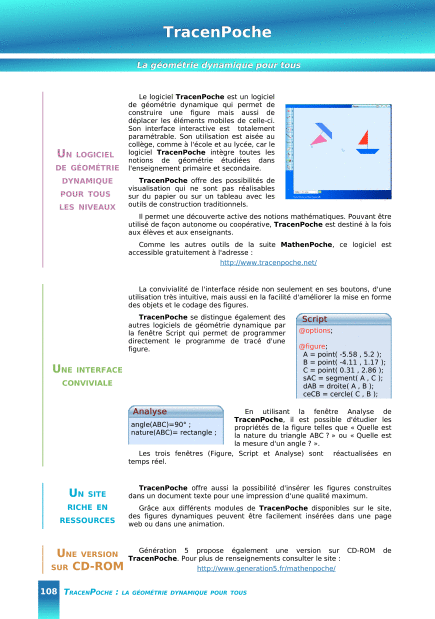 TracenPoche
La géométrie dynamique pour tous
UN LOGICIEL
DE GÉOMÉTRIE
DYNAMIQUE
POUR TOUS
LES NIVEAUX
Le logiciel TracenPoche est un logiciel
de géométrie dynamique qui permet de
construire une figure mais aussi de
déplacer les éléments mobiles de celle-ci.
Son interface interactive est totalement
paramétrable. Son utilisation est aisée au
collège, comme à l'école et au lycée, car le
logiciel TracenPoche intègre toutes les
notions de géométrie étudiées dans
l'enseignement primaire et secondaire.
TracenPoche offre des possibilités de
visualisation qui ne sont pas réalisables
sur du papier ou sur un tableau avec les
outils de construction traditionnels.
Il permet une découverte active des notions mathématiques. Pouvant être
utilisé de façon autonome ou coopérative, TracenPoche est destiné à la fois
aux élèves et aux enseignants.
Comme les autres outils de la suite MathenPoche, ce logiciel est
accessible gratuitement à l'adresse :
http://www.tracenpoche.net/
UNE INTERFACE
CONVIVIALE
La convivialité de l'interface réside non seulement en ses boutons, d'une
utilisation très intuitive, mais aussi en la facilité d'améliorer la mise en forme
des objets et le codage des figures.
TracenPoche se distingue également des
autres logiciels de géométrie dynamique par
la fenêtre Script qui permet de programmer
directement le programme de tracé d'une
figure.
Script
@options;
@figure;
A = point( -5.58 , 5.2 );
B = point( -4.11 , 1.17 );
C = point( 0.31 , 2.86 );
sAC = segment( A , C );
dAB = droite( A , B );
ceCB = cercle( C , B );
Analyse
angle(ABC)=90° ;
nature(ABC)= rectangle ;
En utilisant la fenêtre Analyse de
TracenPoche, il est possible d'étudier les
propriétés de la figure telles que « Quelle est
la nature du triangle ABC ? » ou « Quelle est
la mesure d'un angle ? ».
Les trois fenêtres (Figure, Script et Analyse) sont réactualisées en
temps réel.
UN SITE
RICHE EN
RESSOURCES
TracenPoche offre aussi la possibilité d'insérer les figures construites
dans un document texte pour une impression d'une qualité maximum.
Grâce aux différents modules de TracenPoche disponibles sur le site,
des figures dynamiques peuvent être facilement insérées dans une page
web ou dans une animation.
UNE VERSION
SUR CD-ROM
Génération 5 propose également une version sur CD-ROM de
TracenPoche. Pour plus de renseignements consulter le site :
http://www.generation5.fr/mathenpoche/
108 TRACENPOCHE : LA GÉOMÉTRIE DYNAMIQUE POUR TOUS